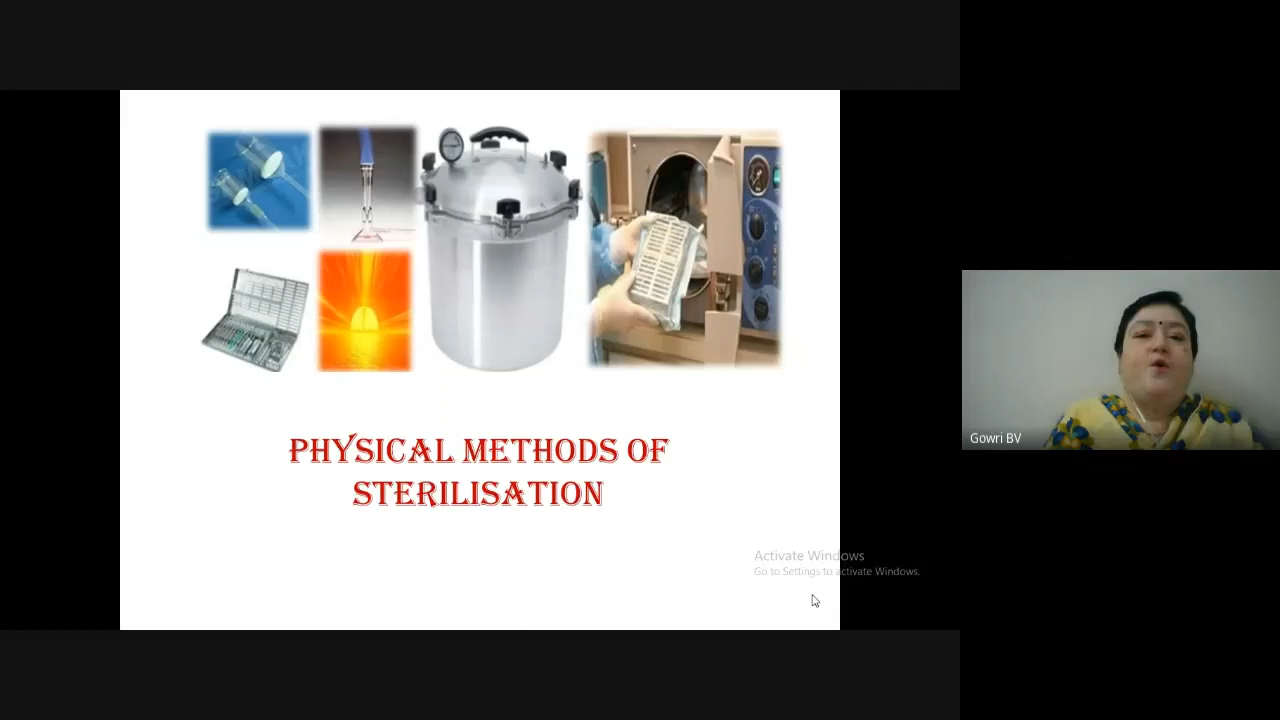 PHYSICAL METHODS OF
STERILISATION
Activate Windows
Go to Settings to activate Windows.
Gowri BV